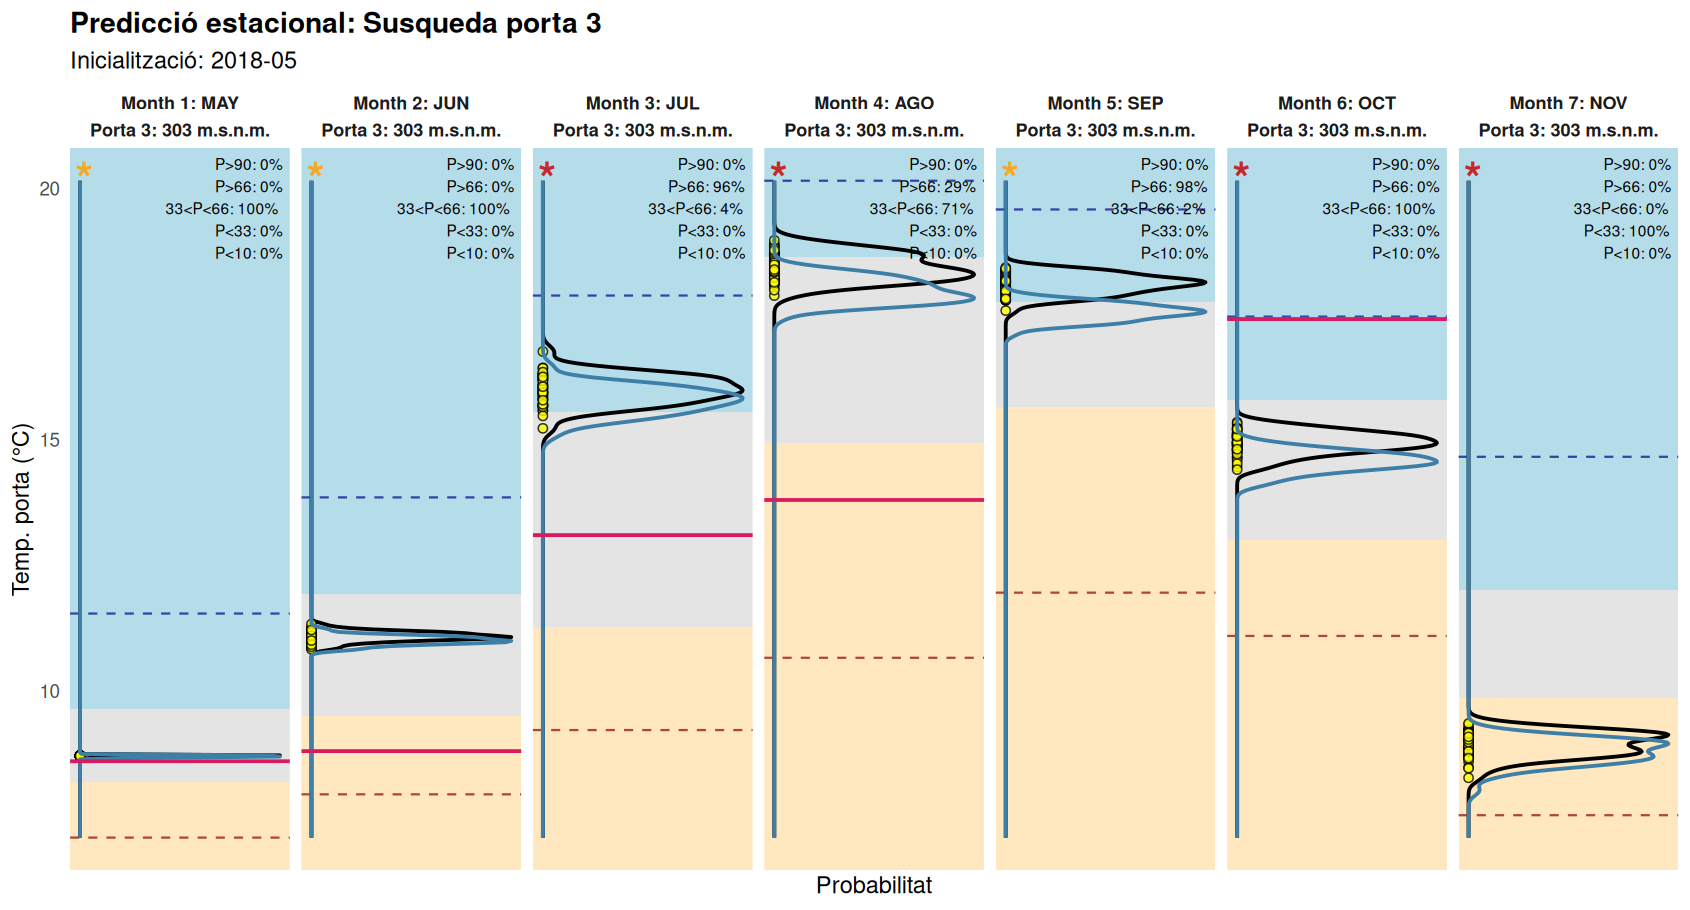 Predicció estacional: Susqueda porta 3
Inicialització: 2018-05
Month 1: MAY
Porta 3: 303 m.s.n.m.
Month 2: JUN
Porta 3: 303 m.s.n.m.
Month 3: JUL
Porta 3: 303 m.s.n.m.
Month 4: AGO
Porta 3: 303 m.s.n.m.
Month 5: SEP
Porta 3: 303 m.s.n.m.
Month 6: OCT
Porta 3: 303 m.s.n.m.
Month 7: NOV
Porta 3: 303 m.s.n.m.
*
P>90: 0%
P>66: 0%
33<P<66: 100%
P<33: 0%
P<10: 0%
*
P>90: 0%
P>66: 0%
33<P<66: 100%
P<33: 0%
P<10: 0%
*
P>90: 0%
P>66: 96%
33<P<66: 4%
P<33: 0%
P<10: 0%
*
P>90: 0%
P>66: 29%
33<P<66: 71%
P<33: 0%
P<10: 0%
*
P>90: 0%
P>66: 98%
33<P<66: 2%
P<33: 0%
P<10: 0%
*
P>90: 0%
P>66: 0%
33<P<66: 100%
P<33: 0%
P<10: 0%
*
P>90: 0%
P>66: 0%
33<P<66: 0%
P<33: 100%
P<10: 0%
20
15
10
Temp. porta (°C)
Probabilitat